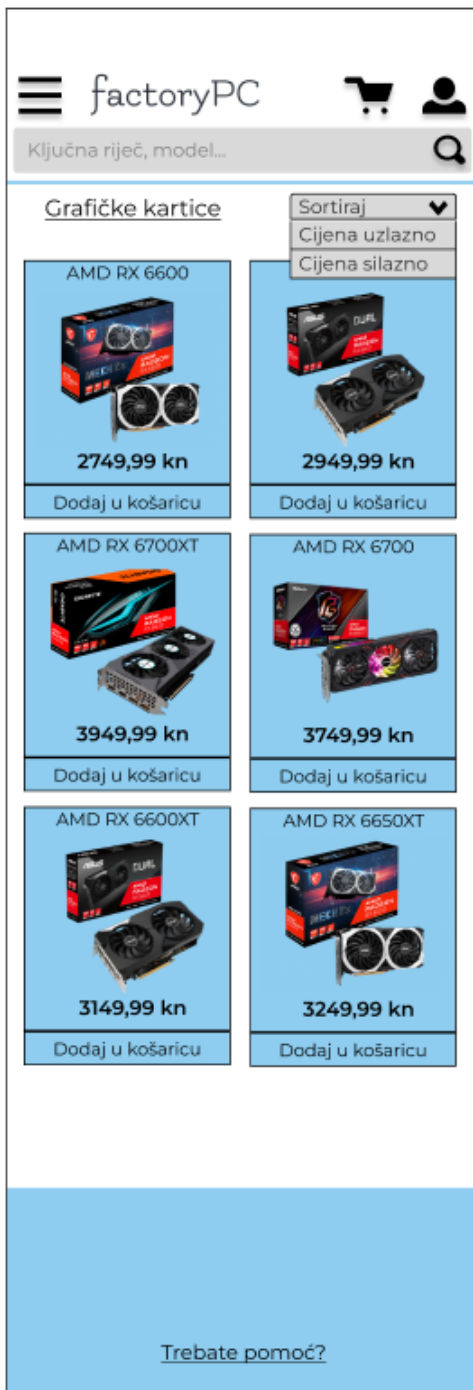 factoryPC
Ključna riječ, model...
Grafičke kartice
Sortiraj
Cijena uzlazno
Cijena silazno
AMD RX 6600
2749,99 kn
Dodaj u košaricu
DUAL
2949,99 kn
Dodaj u košaricu
AMD RX 6700XT
3949,99 kn
Dodaj u košaricu
AMD RX 6700
3749,99 kn
Dodaj u košaricu
AMD RX 6600XT
DUAL
3149,99 kn
Dodaj u košaricu
AMD RX 6650XT
3249,99 kn
Dodaj u košaricu
Trebate pomoć?